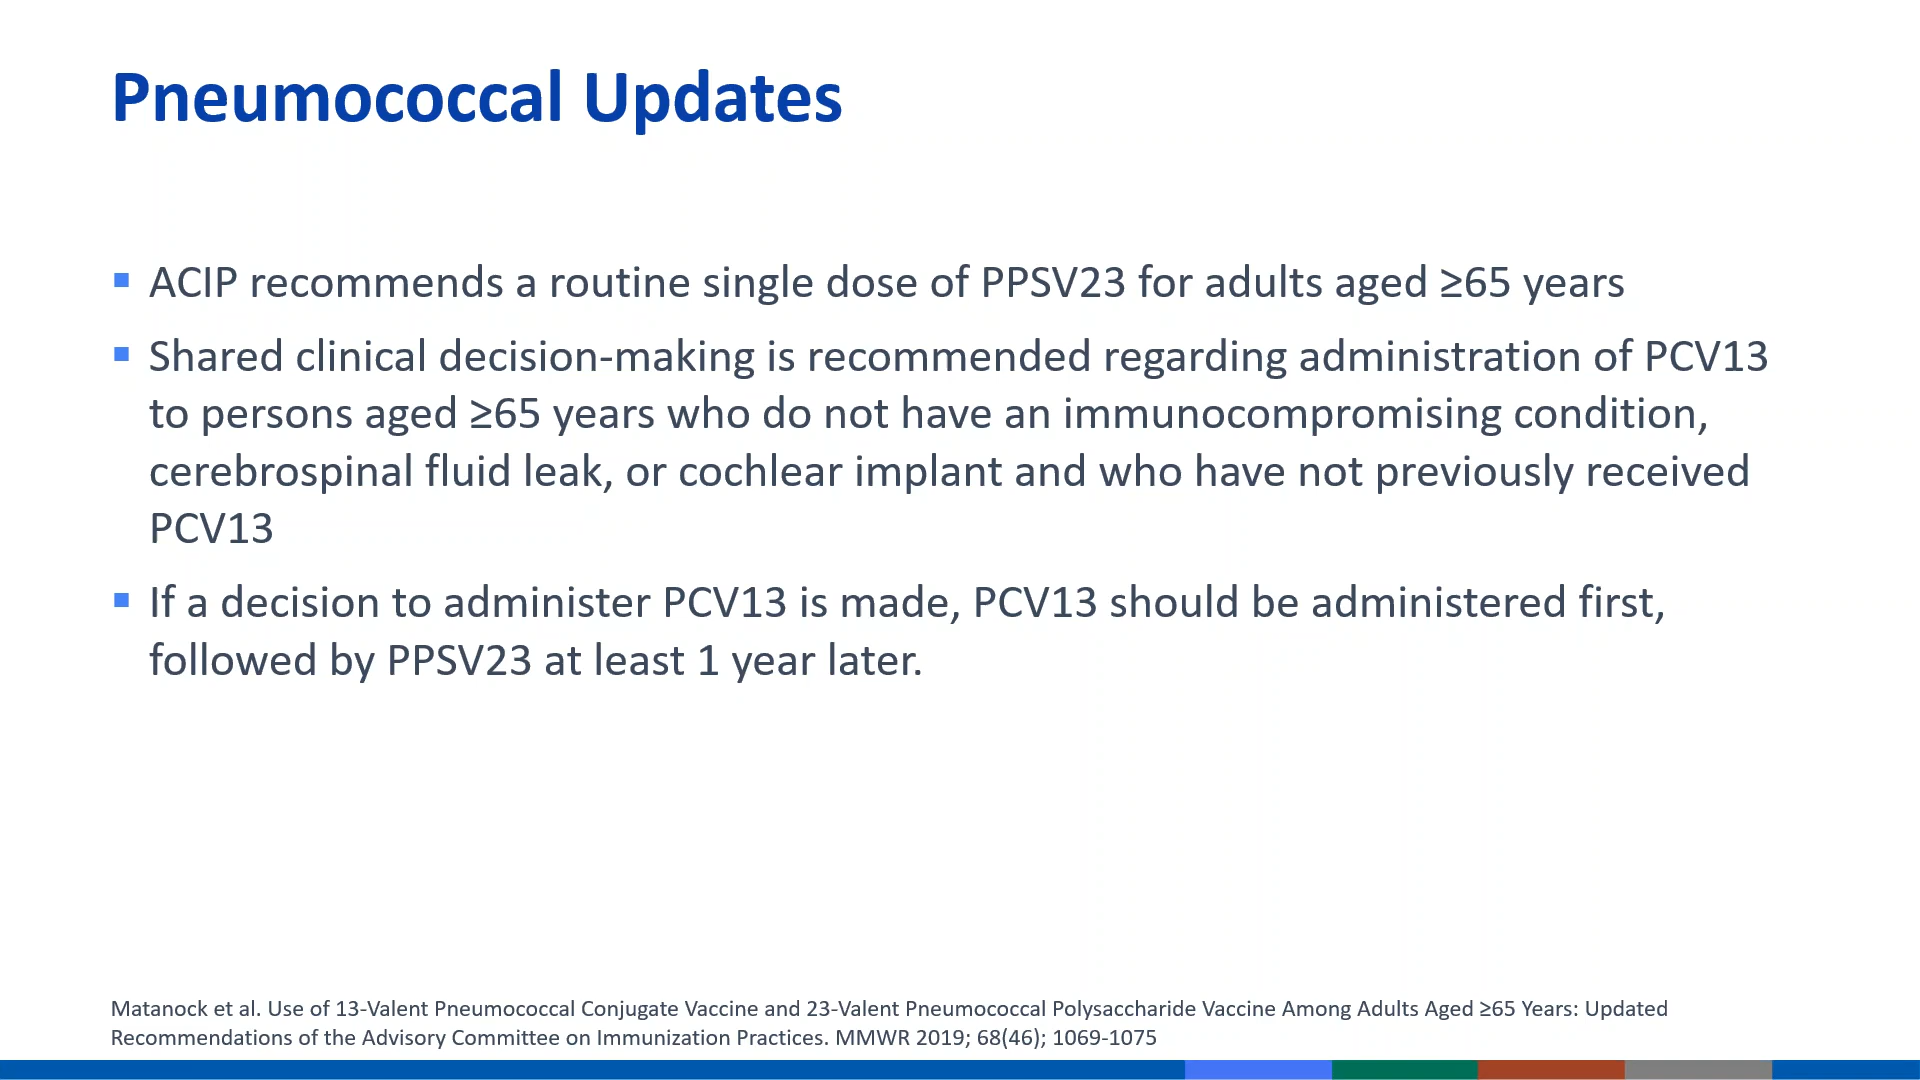 Pneumococcal Updates
ACIP recommends a routine single dose of PPSV23 for adults aged ≥65 years
Shared clinical decision-making is recommended regarding administration of PCV13
to persons aged ≥65 years who do not have an immunocompromising condition,
cerebrospinal fluid leak, or cochlear implant and who have not previously received
PCV13
If a decision to administer PCV13 is made, PCV13 should be administered first,
followed by PPSV23 at least 1 year later.
Matanock et al. Use of 13-Valent Pneumococcal Conjugate Vaccine and 23-Valent Pneumococcal Polysaccharide Vaccine Among Adults Aged ≥65 Years: Updated
Recommendations of the Advisory Committee on Immunization Practices. MMWR 2019; 68(46); 1069-1075